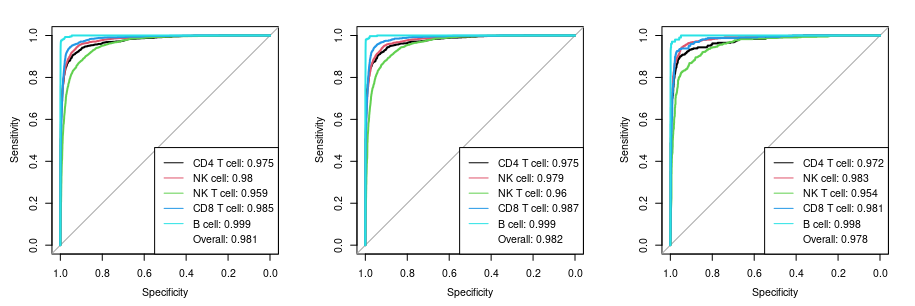 Sensitivity
1.0
0.8
0.6
0.4
0.2
0.0
CD4 T cell: 0.975
NK cell: 0.98
NK T cell: 0.959
CD8 T cell: 0.985
B cell: 0.999
Overall: 0.981
1.0 0.8 0.6 0.4 0.2 0.0
Specificity
Sensitivity
1.0
0.8
0.6
0.4
0.2
0.0
CD4 T cell: 0.975
NK cell: 0.979
NK T cell: 0.96
CD8 T cell: 0.987
B cell: 0.999
Overall: 0.982
1.0 0.8 0.6 0.4 0.2 0.0
Specificity
Sensitivity
1.0
0.8
0.6
0.4
0.2
0.0
CD4 T cell: 0.972
NK cell: 0.983
NK T cell: 0.954
CD8 T cell: 0.981
B cell: 0.998
Overall: 0.978
1.0 0.8 0.6 0.4 0.2 0.0
Specificity